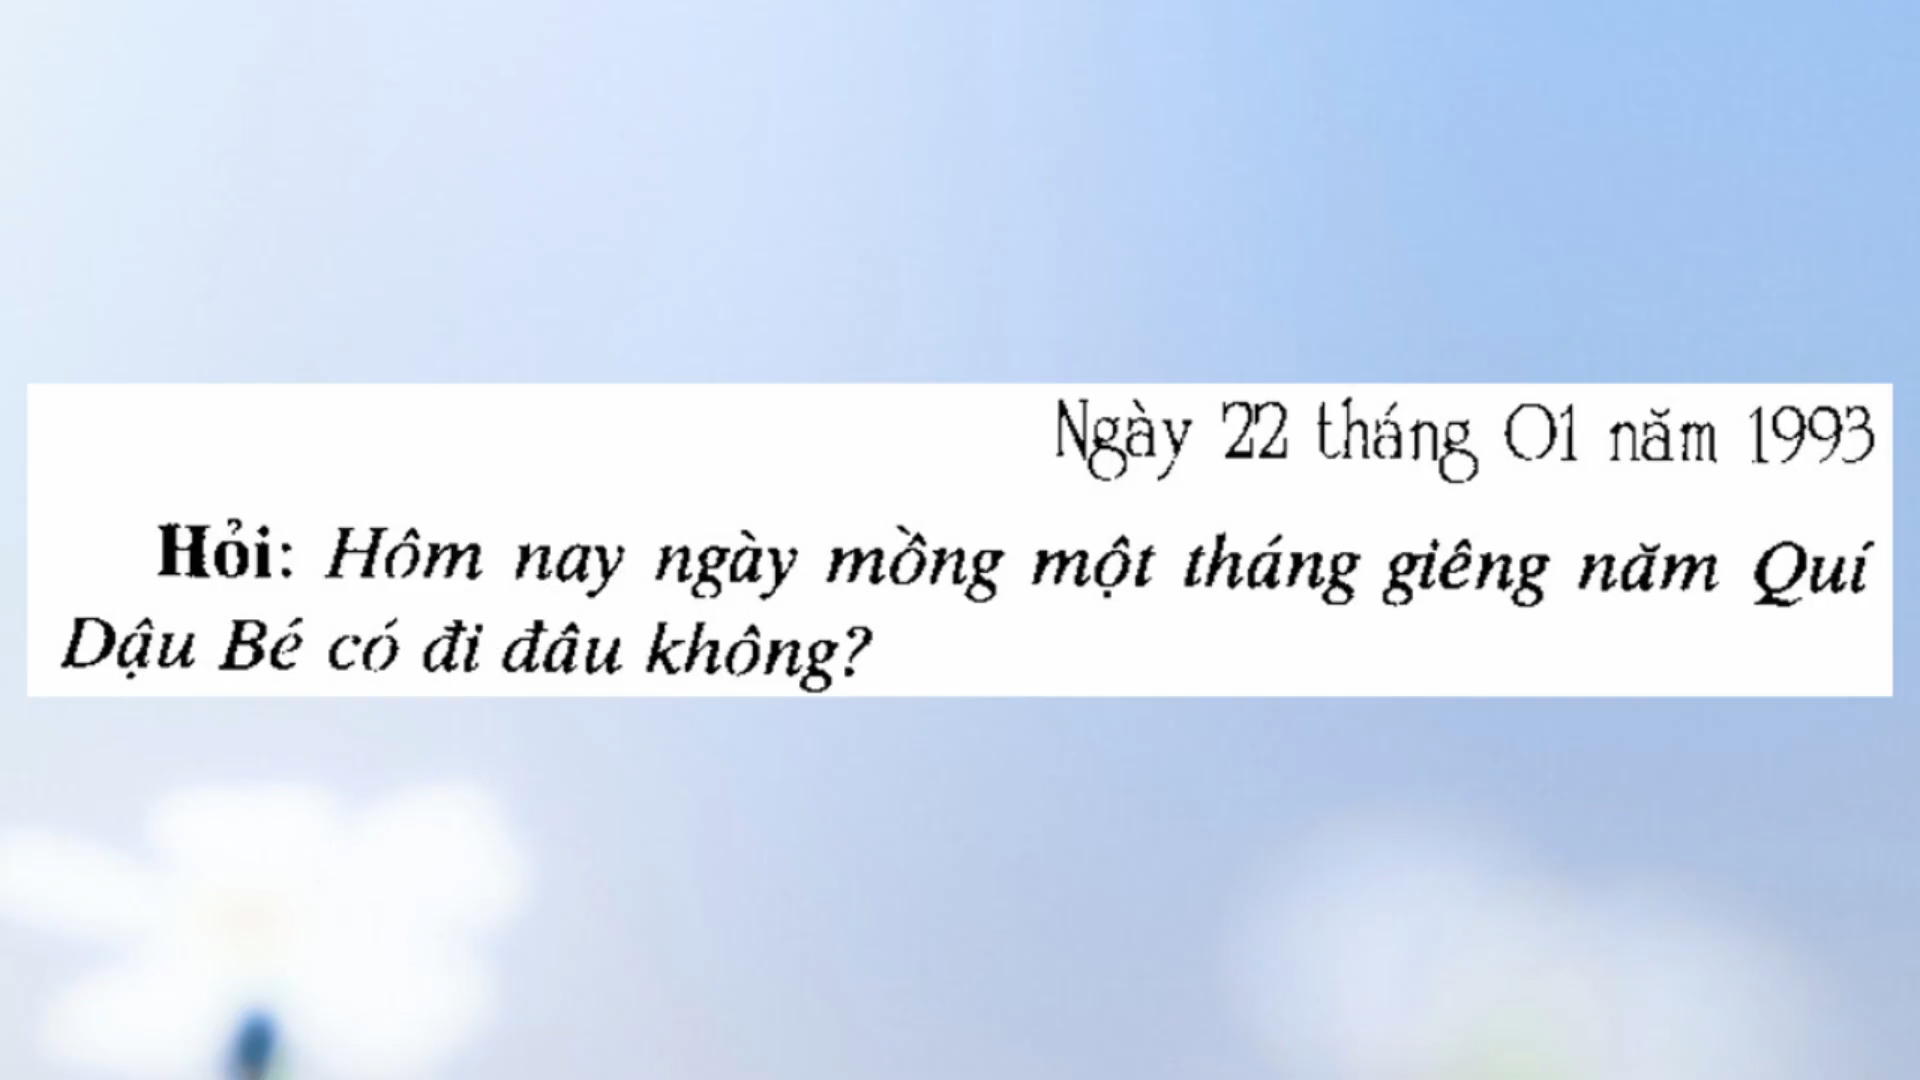 Ngày 22 tháng 01 năm 1993
Hỏi: Hôm nay ngày mồng một tháng giêng năm Quí
Dậu Bé có đi đâu không?